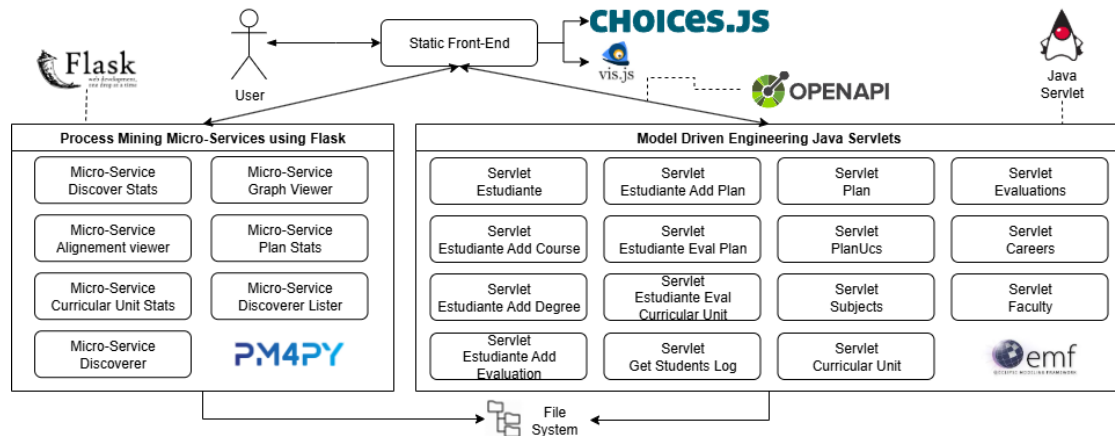 CHOICES.JS
Static Front-End
vis.js
Flask
web development,
one drop at a time
User
OPENAPI
Java
Servlet
Process Mining Micro-Services using Flask
Micro-Service
Discover Stats
Micro-Service
Graph Viewer
Micro-Service
Alignement viewer
Micro-Service
Plan Stats
Micro-Service
Curricular Unit Stats
Micro-Service
Discoverer Lister
Micro-Service
Discoverer
PM4PY
Model Driven Engineering Java Servlets
Servlet
Estudiante
Servlet
Estudiante Add Plan
Servlet
Plan
Servlet
Evaluations
Servlet
Estudiante Add Course
Servlet
Estudiante Eval Plan
Servlet
PlanUcs
Servlet
Careers
Servlet
Estudiante Add Degree
Servlet
Estudiante Eval
Curricular Unit
Servlet
Subjects
Servlet
Faculty
Servlet
Estudiante Add
Evaluation
Servlet
Get Students Log
Servlet
Curricular Unit
emf
ECLIPSE MODELING FRAMEWORK
File
System